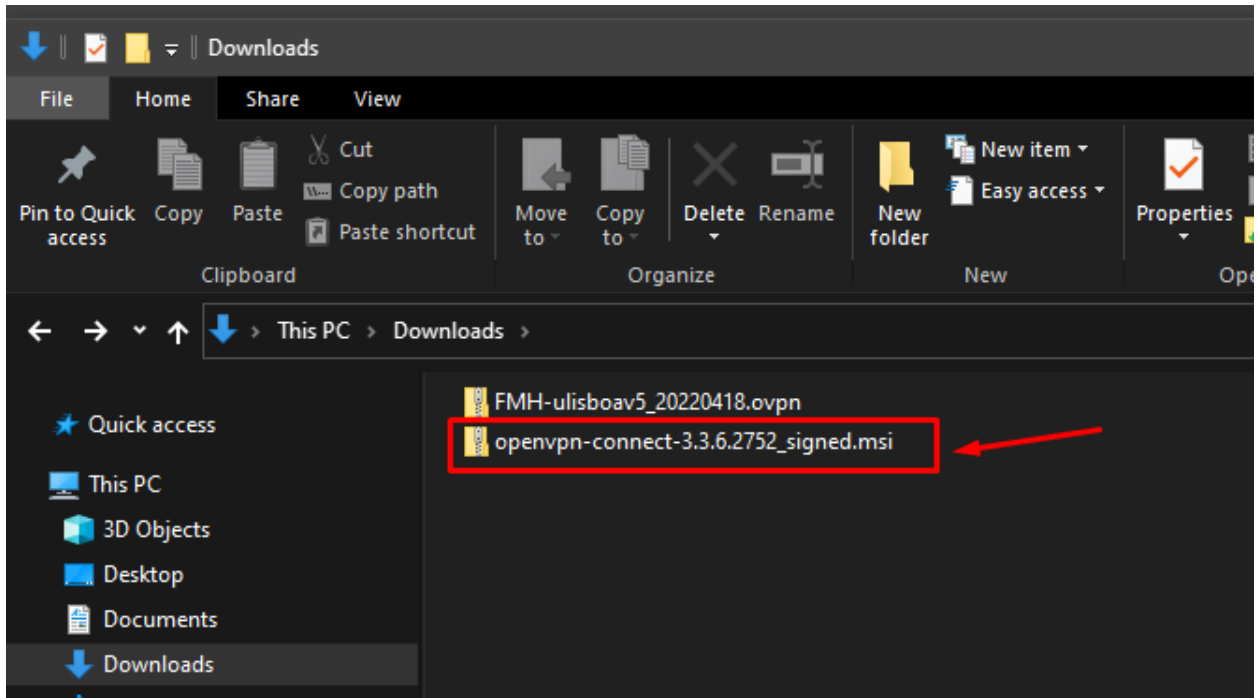 Downloads
File Home Share View
Pin to Quick access
Copy
Paste
Cut
Copy path
Paste shortcut
Clipboard
Move to
Copy to
Delete
Rename
Organize
New folder
New item
Easy access
New
Properties
This PC Downloads
Quick access
This PC
3D Objects
Desktop
Documents
Downloads
FMH-ulisboav5_20220418.ovpn
openvpn-connect-3.3.6.2752_signed.msi